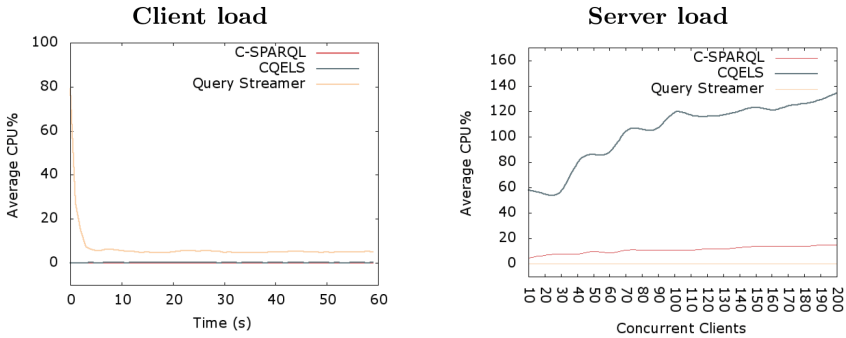 Client load
100
80
60
40
20
0
Average CPU%
C-SPARQL
CQELS
Query Streamer
0 10 20 30 40 50 60
Time (s)
Server load
160
140
120
100
80
60
40
20
0
Average CPU%
C-SPARQL
CQELS
Query Streamer
10 20 30 40 50 60 70 80 90 100 110 120 130 140 150 160 170 180 190 200
Concurrent Clients